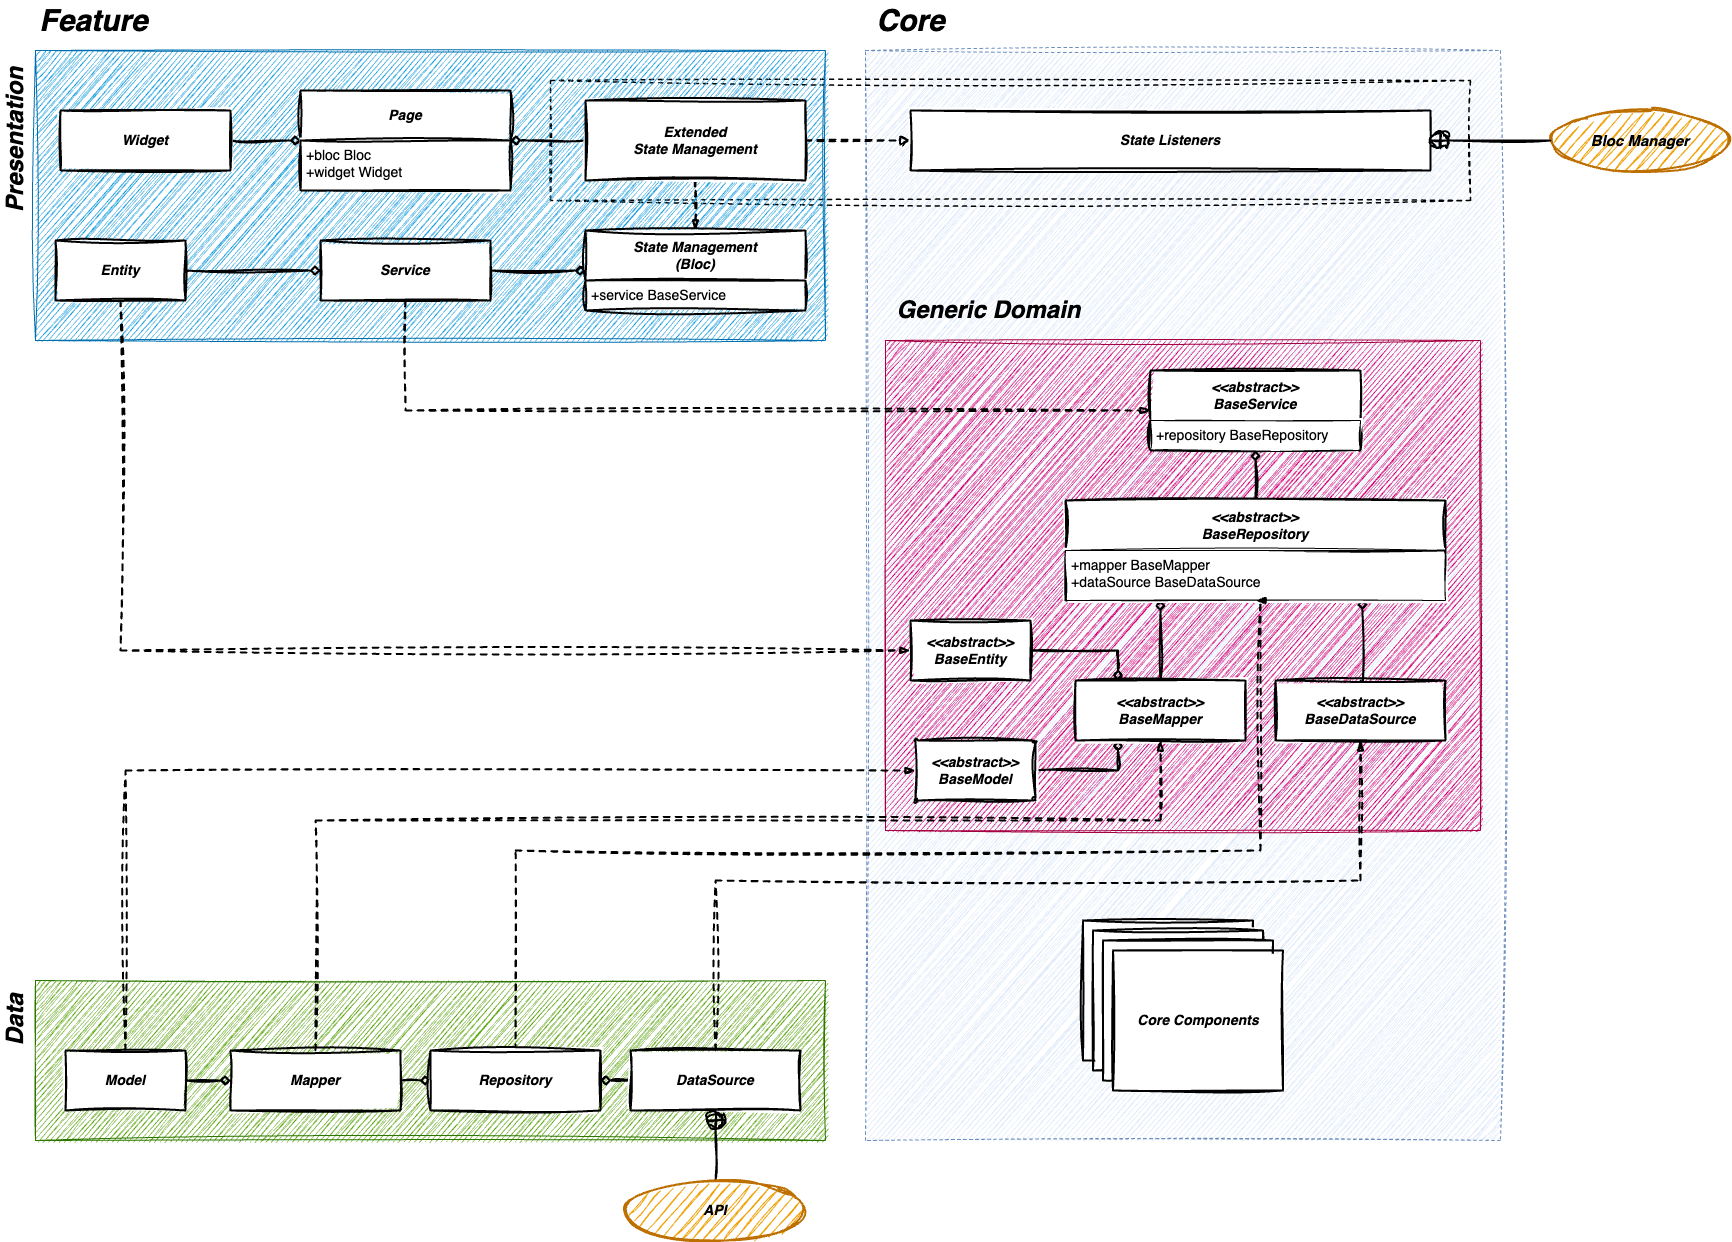 Feature
Core
Presentation
Widget
Page
+bloc Bloc
+widget Widget
Extended
State Management
State Listeners
Bloc Manager
Entity
Service
State Management
(Bloc)
+service BaseService
Generic Domain
<<abstract>>
BaseService
+repository BaseRepository
<<abstract>>
BaseRepository
+mapper BaseMapper
+dataSource BaseDataSource
<<abstract>>
BaseEntity
<<abstract>>
BaseMapper
<<abstract>>
BaseDataSource
<<abstract>>
BaseModel
Data
Model
Mapper
Repository
DataSource
Core Components
API